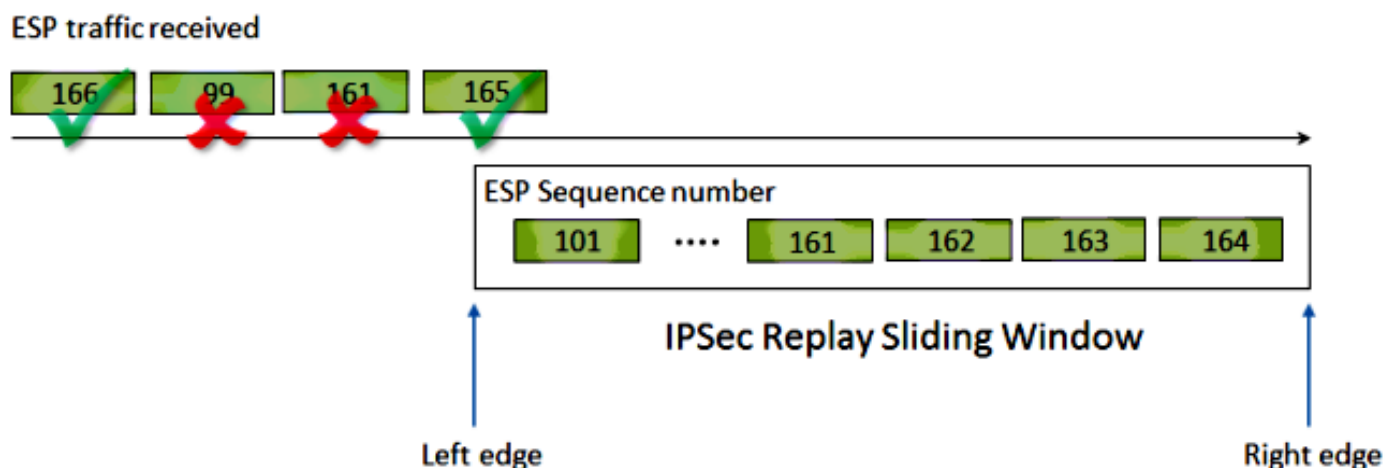 ESP traffic received
166 99 161 165
ESP Sequence number
101 .... 161 162 163 164
IPSec Replay Sliding Window
Left edge Right edge